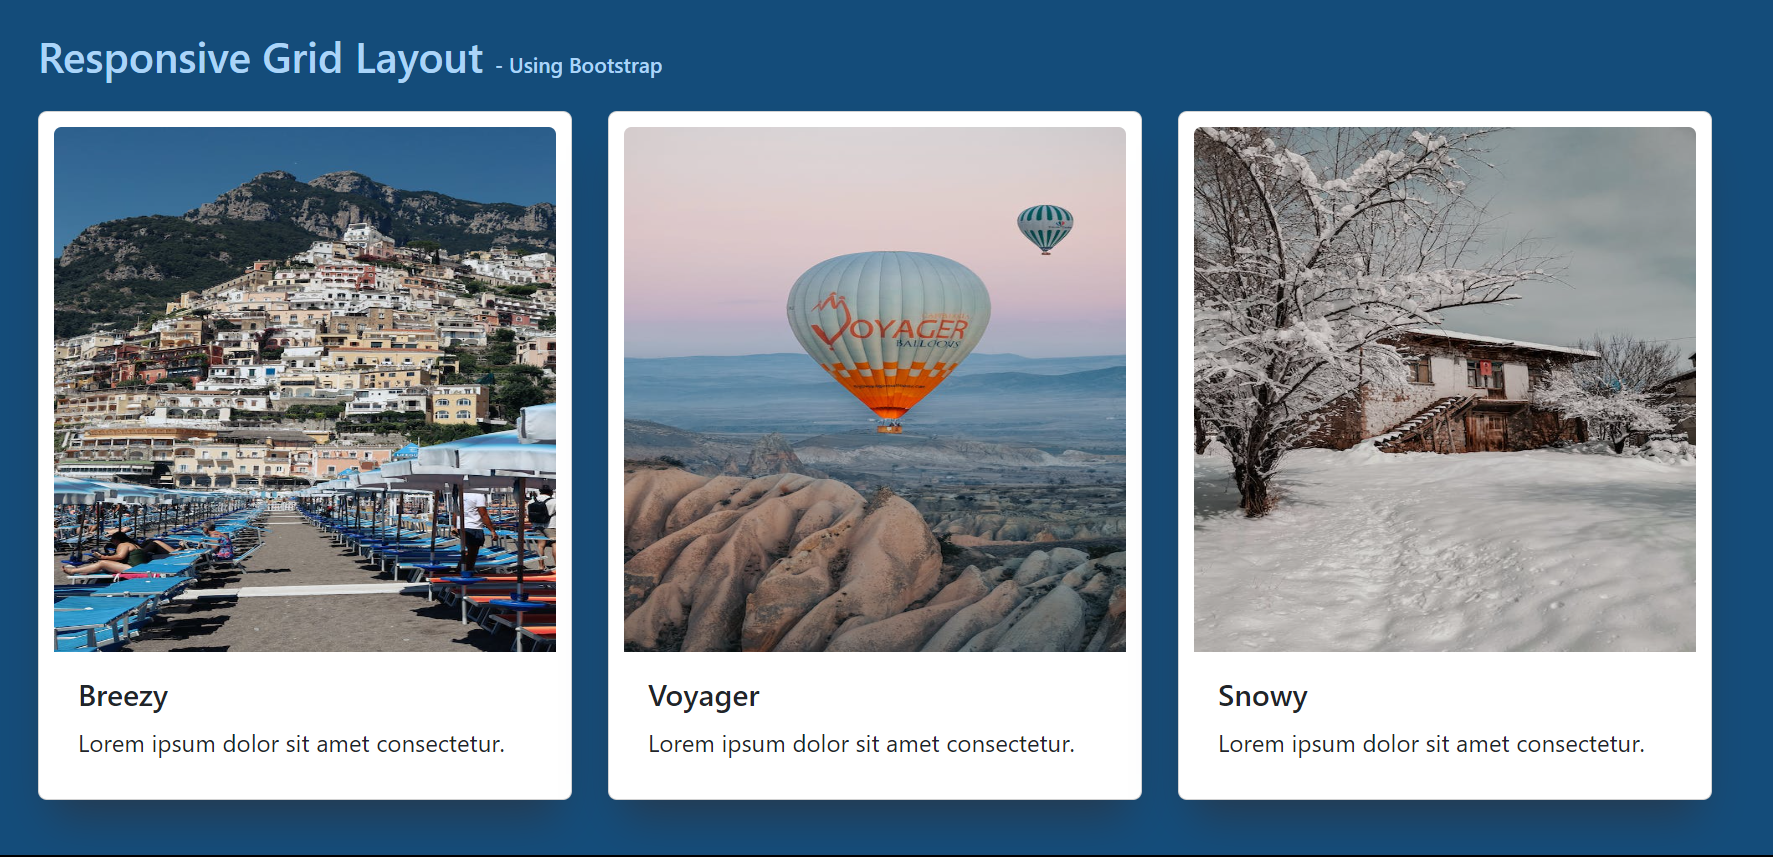 Responsive Grid Layout - Using Bootstrap
VOYAGER
BALLOONS
Breezy
Lorem ipsum dolor sit amet consectetur.
Voyager
Lorem ipsum dolor sit amet consectetur.
Snowy
Lorem ipsum dolor sit amet consectetur.